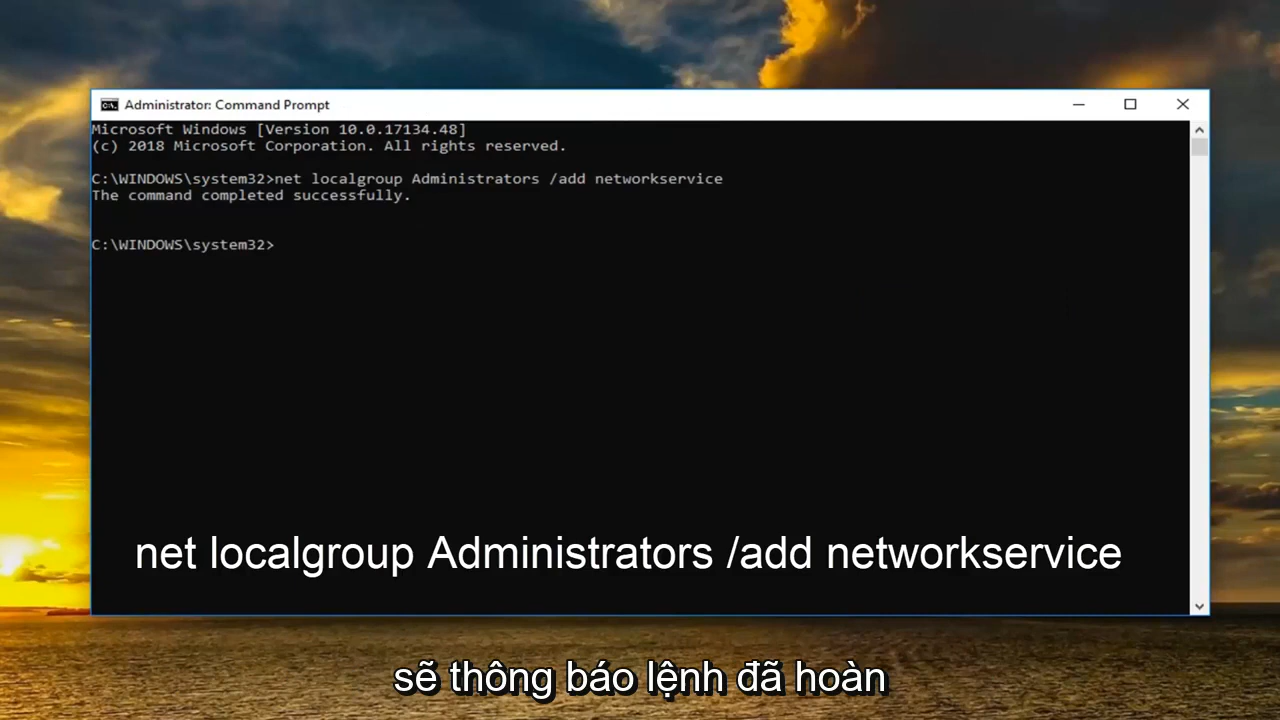 Administrator: Command Prompt
Microsoft Windows [Version 10.0.17134.48]
(c) 2018 Microsoft Corporation. All rights reserved.
C:\WINDOWS\system32>net localgroup Administrators /add networkservice
The command completed successfully.
C:\WINDOWS\system32>
net localgroup Administrators /add networkservice
sẽ thông báo lệnh đã hoàn